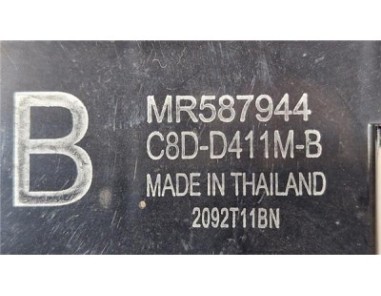 B
MR587944
C8D-D411M-B
MADE IN THAILAND
2092T11BN